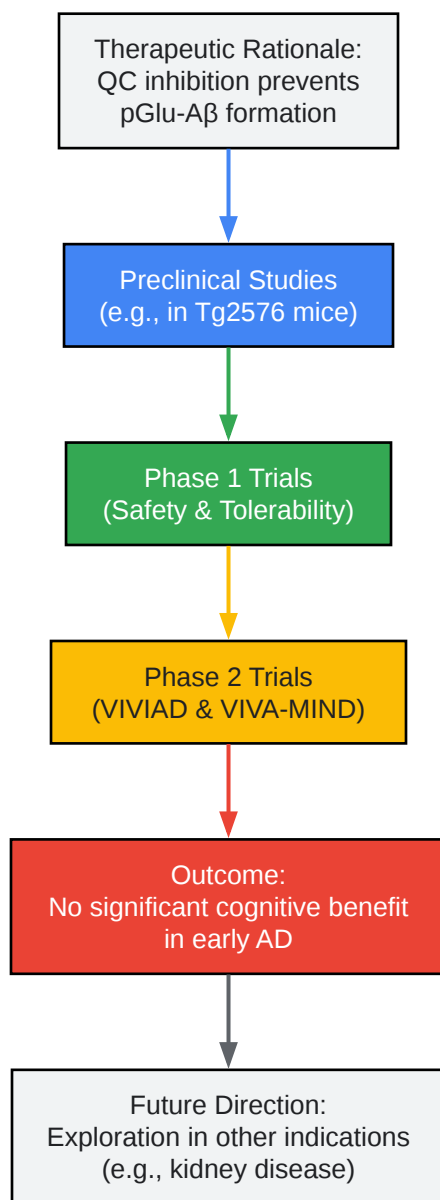 Therapeutic Rationale:
QC inhibition prevents
pGlu-Aβ formation
Preclinical Studies
(e.g., in Tg2576 mice)
Phase 1 Trials
(Safety & Tolerability)
Phase 2 Trials
(VIVIAD & VIVA-MIND)
Outcome:
No significant cognitive benefit
in early AD
Future Direction:
Exploration in other indications
(e.g., kidney disease)